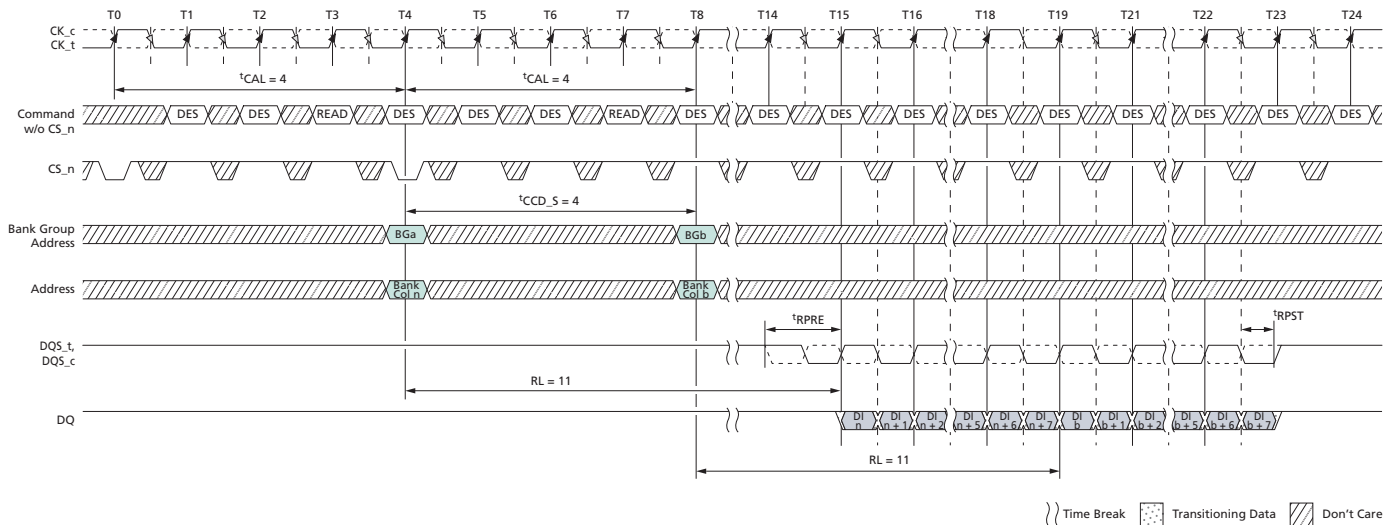 T0 T1 T2 T3 T4 T5 T6 T7 T8 T14 T15 T16 T18 T19 T21 T22 T23 T24
CK_c
CK_t
tCAL = 4 tCAL = 4
Command
w/o CS_n
DES DES READ DES DES DES READ DES DES DES DES DES DES DES DES DES DES
CS_n
tCCD_S = 4
Bank Group
Address
BGa BGb
Address
Bank
Col n
Bank
Col b
tRPRE tRPST
DQS_t,
DQS_c
RL = 11
DQ
DI
n
DI
n + 1
DI
n + 2
DI
n + 5
DI
n + 6
DI
n + 7
DI
b
DI
b + 1
DI
b + 2
DI
b + 5
DI
b + 6
DI
b + 7
RL = 11
Time Break Transitioning Data Don't Care